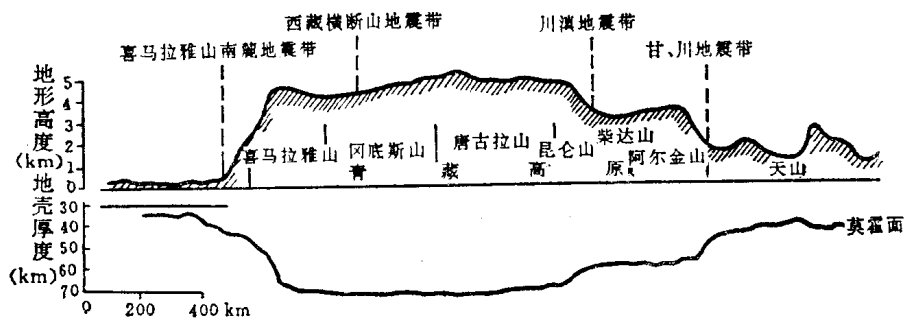 西藏横断山地震带
川滇地震带
喜马拉雅山南麓地震带
甘、川地震带
地形高度(km)
5
4
3
2
1
0
喜马拉雅山
冈底斯山
唐古拉山
昆仑山
柴达山
阿尔金山
天山
青 藏 高 原
地壳厚度(km)
30
40
50
60
70
莫霍面
0 200 400 km